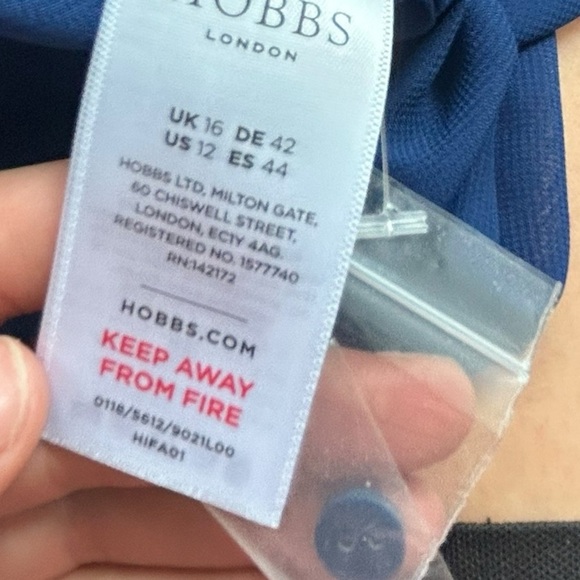 HOBBS
LONDON
UK 16 DE 42
US 12 ES 44
HOBBS LTD, MILTON GATE,
60 CHISWELL STREET,
LONDON, EC1Y 4AG.
REGISTERED NO. 1577740
RN:142172
HOBBS.COM
KEEP AWAY
FROM FIRE
0118/5612/9021L00
HIFA01